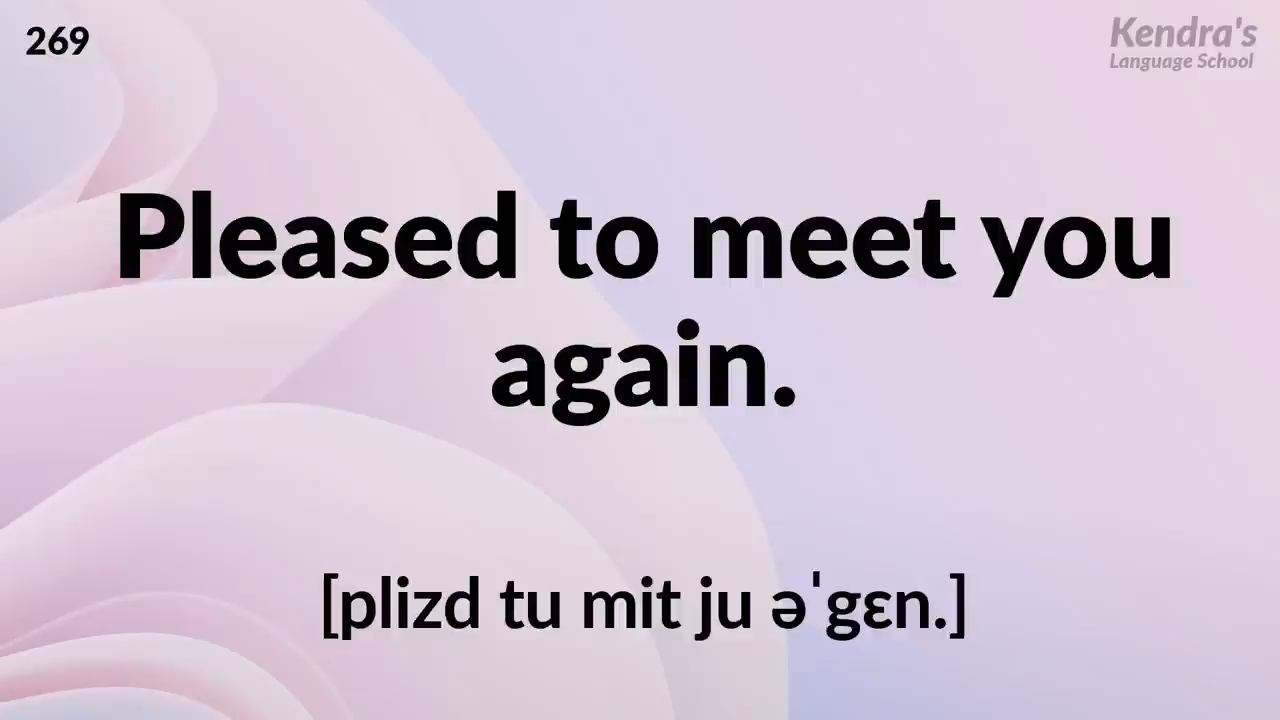 269
Kendra's
Language School
Pleased to meet you
again.
[plizd tu mit ju əˈgɛn.]